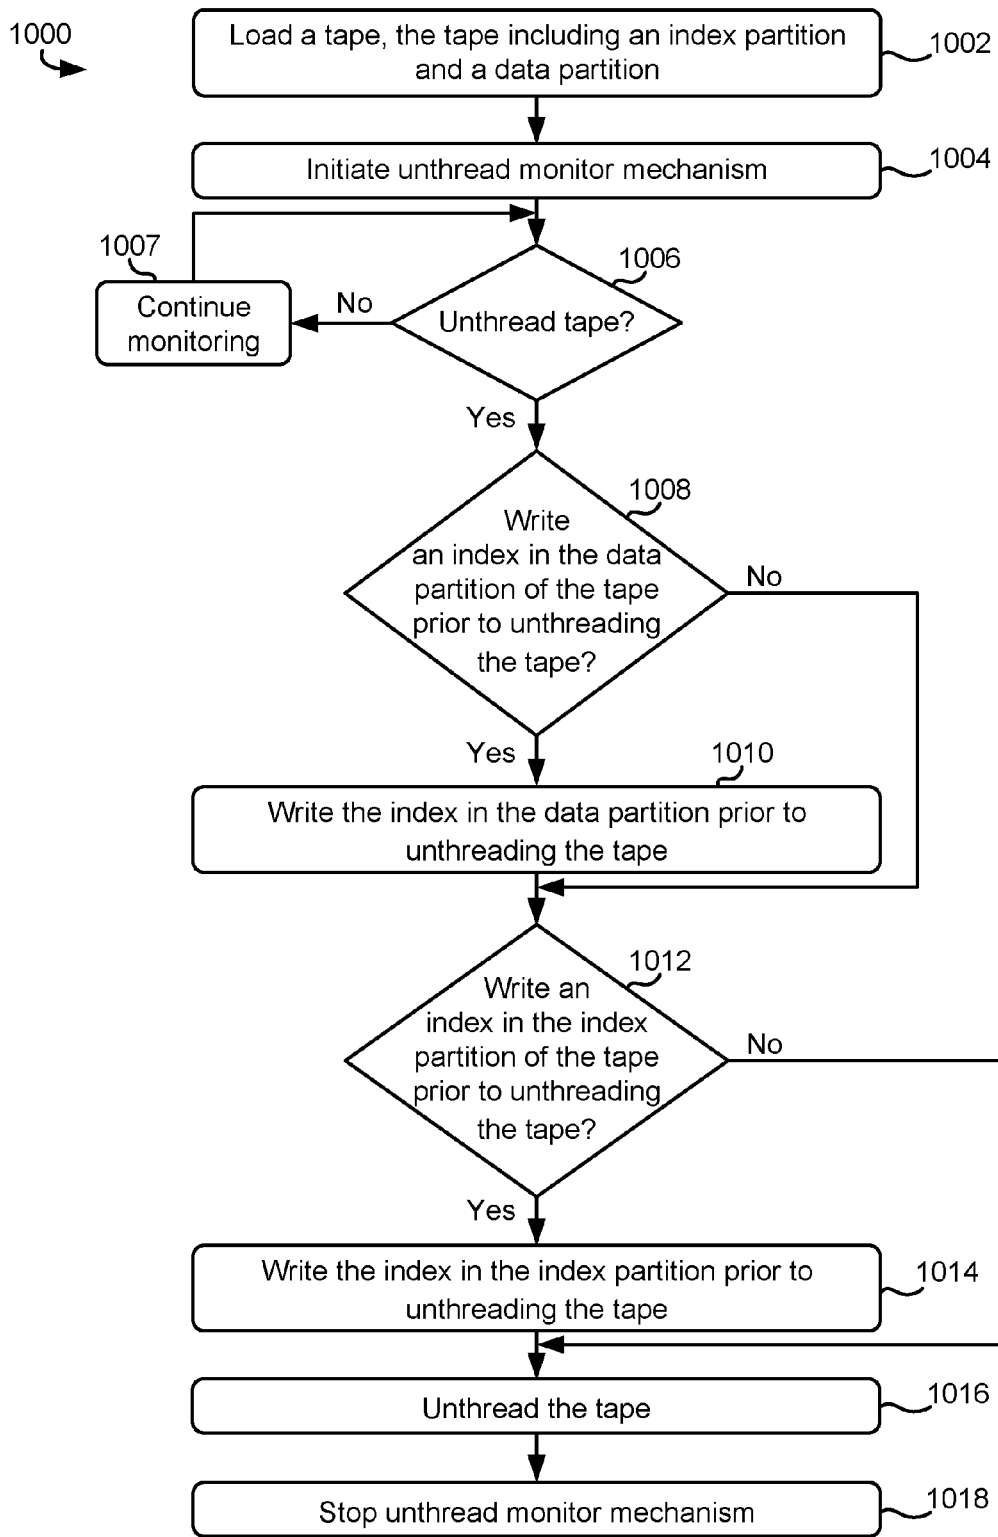 1000
Load a tape, the tape including an index partition
and a data partition
1002
Initiate unthread monitor mechanism
1004
1007
Continue
monitoring
No
1006
Unthread tape?
Yes
1008
Write
an index in the data
partition of the tape
prior to unthreading
the tape?
No
Yes
1010
Write the index in the data partition prior to
unthreading the tape
1012
Write an
index in the index
partition of the tape
prior to unthreading
the tape?
No
Yes
Write the index in the index partition prior to
unthreading the tape
1014
Unthread the tape
1016
Stop unthread monitor mechanism
1018